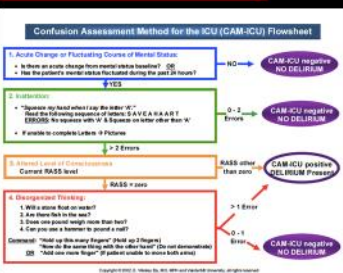 Confusion Assessment Method for the ICU (CAM-ICU) Flowsheet
1. Acute Change or Fluctuating Course of Mental Status:
• Is there an acute change from mental status baseline? OR
• Has the patient's mental status fluctuated during the past 24 hours?
NO
CAM-ICU negative
NO DELIRIUM
YES
2. Inattention:
• "Squeeze my hand when I say the letter 'A'."
Read the following sequence of letters: S A V E A H A A R T
ERRORS: No squeeze with 'A' & Squeeze on letter other than 'A'
• If unable to complete Letters → Pictures
0 - 2
Errors
CAM-ICU negative
NO DELIRIUM
> 2 Errors
3. Altered Level of Consciousness
Current RASS level
RASS other
than zero
CAM-ICU positive
DELIRIUM Present
RASS = zero
4. Disorganized Thinking:
1. Will a stone float on water?
2. Are there fish in the sea?
3. Does one pound weigh more than two?
4. Can you use a hammer to pound a nail?
Command: "Hold up this many fingers" (Hold up 2 fingers)
"Now do the same thing with the other hand" (Do not demonstrate)
OR "Add one more finger" (If patient unable to move both arms)
> 1 Error
0 - 1
Error
CAM-ICU negative
NO DELIRIUM